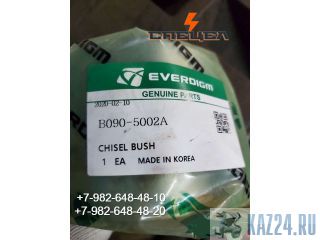 СПЕЦСЛ
EVERDIGM
GENUINE PARTS
2020-02-10
B090-5002A
CHISEL BUSH
1 EA MADE IN KOREA
+7-982-648-48-10
+7-982-648-48-20
KAZ24.RU